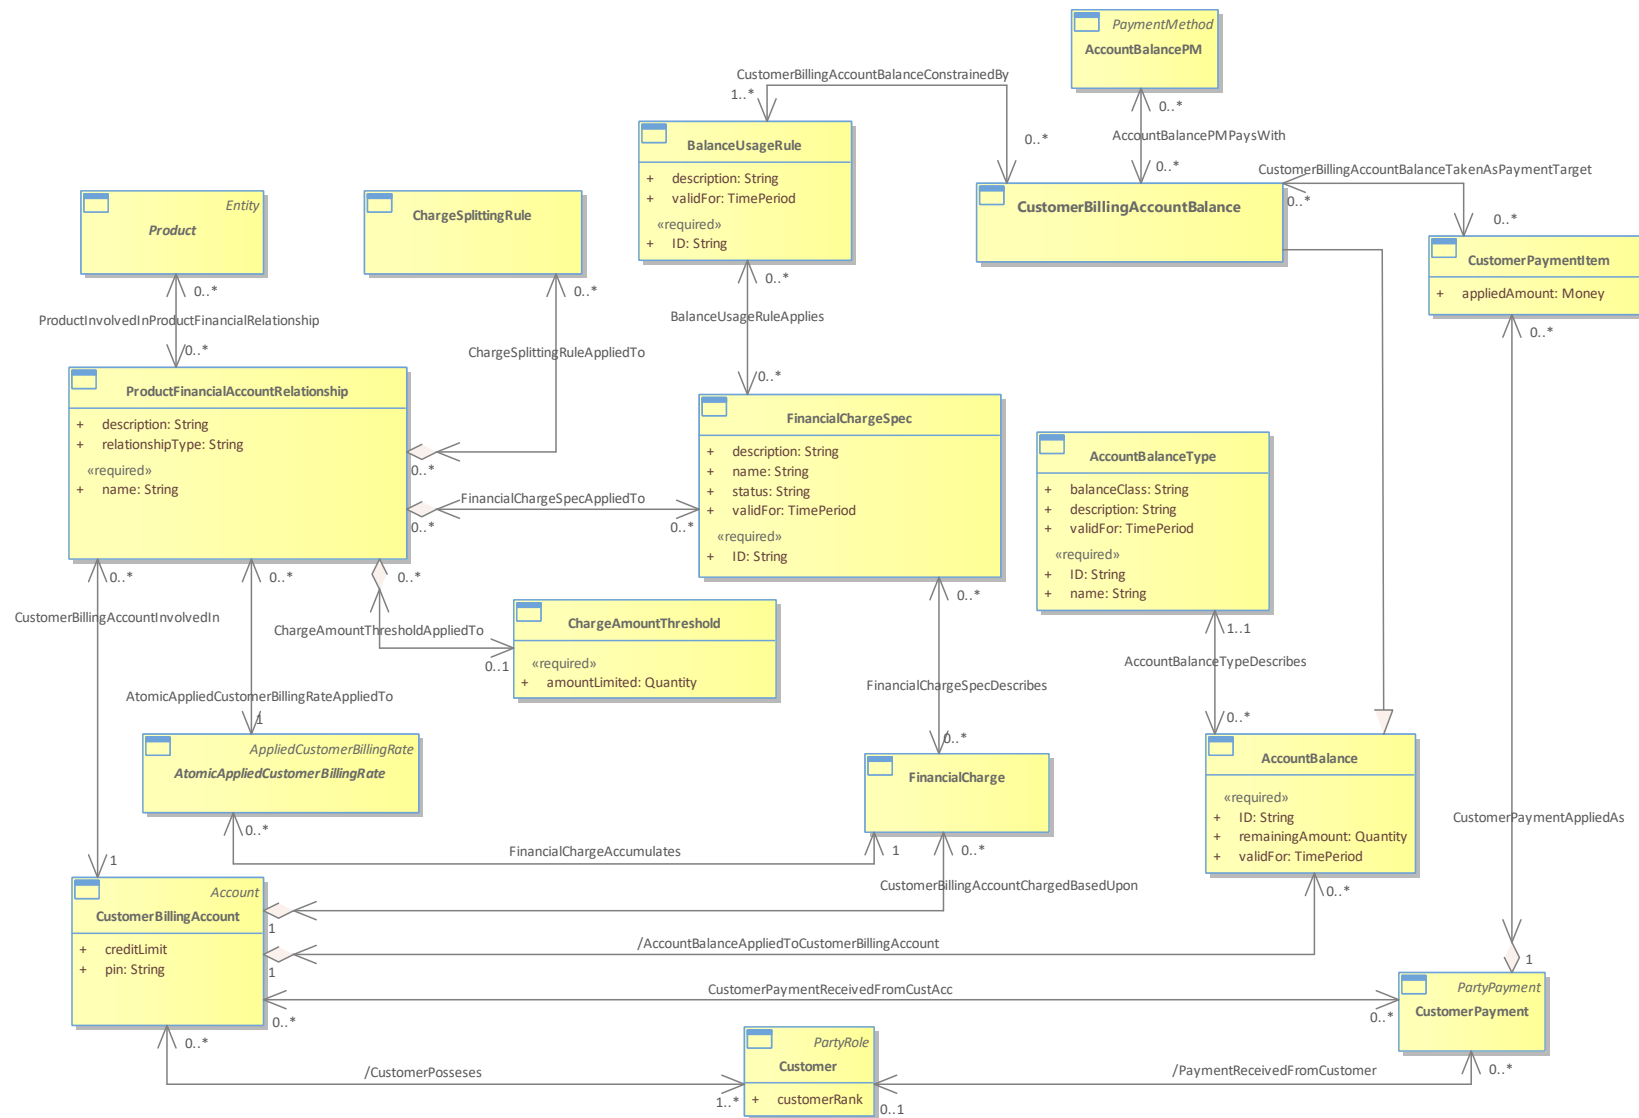 PaymentMethod
AccountBalancePM
CustomerBillingAccountBalanceConstrainedBy
1..*
0..*
0..*
AccountBalancePMPaysWith
0..*
BalanceUsageRule
+ description: String
+ validFor: TimePeriod
«required»
+ ID: String
0..*
CustomerBillingAccountBalanceTakenAsPaymentTarget
0..*
0..*
CustomerBillingAccountBalance
Entity
Product
0..*
ChargeSplittingRule
0..*
CustomerPaymentItem
+ appliedAmount: Money
0..*
ProductInvolvedInProductFinancialRelationship
0..*
BalanceUsageRuleApplies
0..*
ChargeSplittingRuleAppliedTo
ProductFinancialAccountRelationship
+ description: String
+ relationshipType: String
«required»
+ name: String
0..*
FinancialChargeSpecAppliedTo
0..*
0..*
FinancialChargeSpec
+ description: String
+ name: String
+ status: String
+ validFor: TimePeriod
«required»
+ ID: String
0..*
AccountBalanceType
+ balanceClass: String
+ description: String
+ validFor: TimePeriod
«required»
+ ID: String
+ name: String
1..1
0..*
0..*
0..*
CustomerBillingAccountInvolvedIn
ChargeAmountThresholdAppliedTo
0..1
ChargeAmountThreshold
«required»
+ amountLimited: Quantity
AccountBalanceTypeDescribes
0..*
FinancialChargeSpecDescribes
0..*
AtomicAppliedCustomerBillingRateAppliedTo
1
AppliedCustomerBillingRate
AtomicAppliedCustomerBillingRate
0..*
FinancialCharge
1
0..*
AccountBalance
«required»
+ ID: String
+ remainingAmount: Quantity
+ validFor: TimePeriod
0..*
CustomerPaymentAppliedAs
FinancialChargeAccumulates
1
CustomerBillingAccountChargedBasedUpon
Account
CustomerBillingAccount
+ creditLimit
+ pin: String
1
/AccountBalanceAppliedToCustomerBillingAccount
1
1
CustomerPaymentReceivedFromCustAcc
0..*
0..*
PartyPayment
CustomerPayment
0..*
0..*
/CustomerPosseses
1..*
PartyRole
Customer
+ customerRank
/PaymentReceivedFromCustomer
0..1